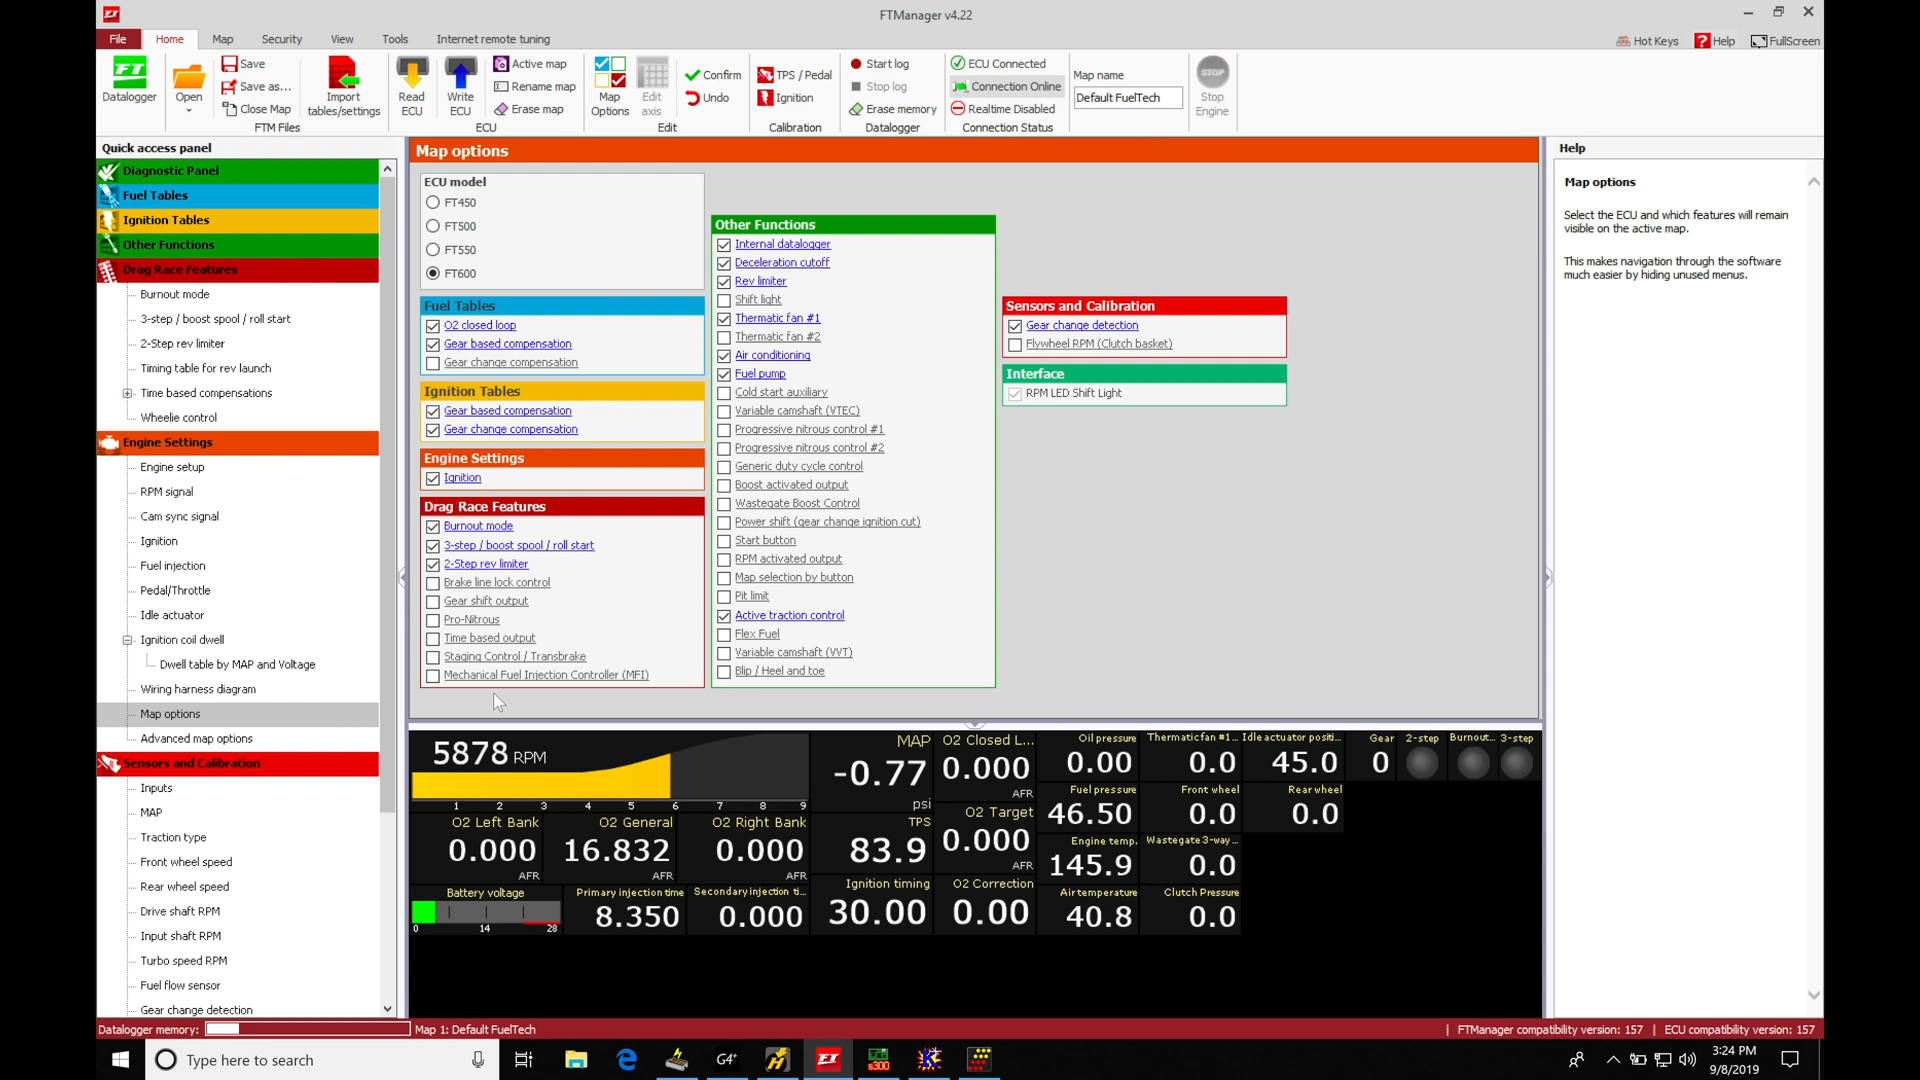 FTManager v4.22
File
Home
Map
Security
View
Tools
Internet remote tuning
Hot Keys
Help
FullScreen
FT
Datalogger
Open
Save
Save as...
Close Map
FTM Files
Import
tables/settings
Read
ECU
Write
ECU
Active map
Rename map
Erase map
ECU
Map
Options
Edit
axis
Confirm
Undo
Edit
TPS / Pedal
Ignition
Calibration
Start log
Stop log
Erase memory
Datalogger
ECU Connected
Connection Online
Realtime Disabled
Connection Status
Map name
Default FuelTech
STOP
Stop
Engine
Quick access panel
Diagnostic Panel
Fuel Tables
Ignition Tables
Other Functions
Drag Race Features
Burnout mode
3-step / boost spool / roll start
2-Step rev limiter
Timing table for rev launch
Time based compensations
Wheelie control
Engine Settings
Engine setup
RPM signal
Cam sync signal
Ignition
Fuel injection
Pedal/Throttle
Idle actuator
Ignition coil dwell
Dwell table by MAP and Voltage
Wiring harness diagram
Map options
Advanced map options
Sensors and Calibration
Inputs
MAP
Traction type
Front wheel speed
Rear wheel speed
Drive shaft RPM
Input shaft RPM
Turbo speed RPM
Fuel flow sensor
Gear change detection
Map options
ECU model
FT450
FT500
FT550
FT600
Fuel Tables
O2 closed loop
Gear based compensation
Gear change compensation
Ignition Tables
Gear based compensation
Gear change compensation
Engine Settings
Ignition
Drag Race Features
Burnout mode
3-step / boost spool / roll start
2-Step rev limiter
Brake line lock control
Gear shift output
Pro-Nitrous
Time based output
Staging Control / Transbrake
Mechanical Fuel Injection Controller (MFI)
Other Functions
Internal datalogger
Deceleration cutoff
Rev limiter
Shift light
Thermatic fan #1
Thermatic fan #2
Air conditioning
Fuel pump
Cold start auxiliary
Variable camshaft (VTEC)
Progressive nitrous control #1
Progressive nitrous control #2
Generic duty cycle control
Boost activated output
Wastegate Boost Control
Power shift (gear change ignition cut)
Start button
RPM activated output
Map selection by button
Pit limit
Active traction control
Flex Fuel
Variable camshaft (VVT)
Blip / Heel and toe
Sensors and Calibration
Gear change detection
Flywheel RPM (Clutch basket)
Interface
RPM LED Shift Light
Help
Map options
Select the ECU and which features will remain
visible on the active map.
This makes navigation through the software
much easier by hiding unused menus.
5878 RPM
1 2 3 4 5 6 7 8 9
O2 Left Bank
0.000
AFR
O2 General
16.832
AFR
O2 Right Bank
0.000
AFR
Battery voltage
0 14 28
Primary injection time
8.350
Secondary injection ti...
0.000
MAP
-0.77
psi
TPS
83.9
Ignition timing
30.00
O2 Closed L...
0.000
AFR
O2 Target
0.000
AFR
O2 Correction
0.00
Oil pressure
0.00
Fuel pressure
46.50
Engine temp.
145.9
Air temperature
40.8
Thermatic fan #1...
0.0
Front wheel
0.0
Wastegate 3-way...
0.0
Clutch Pressure
0.0
Idle actuator positi...
45.0
Rear wheel
0.0
Gear
0
2-step
Burnout...
3-step
Datalogger memory:
Map 1: Default FuelTech
FTManager compatibility version: 157
ECU compatibility version: 157
Type here to search
G4+
FT
s300
3:24 PM
9/8/2019